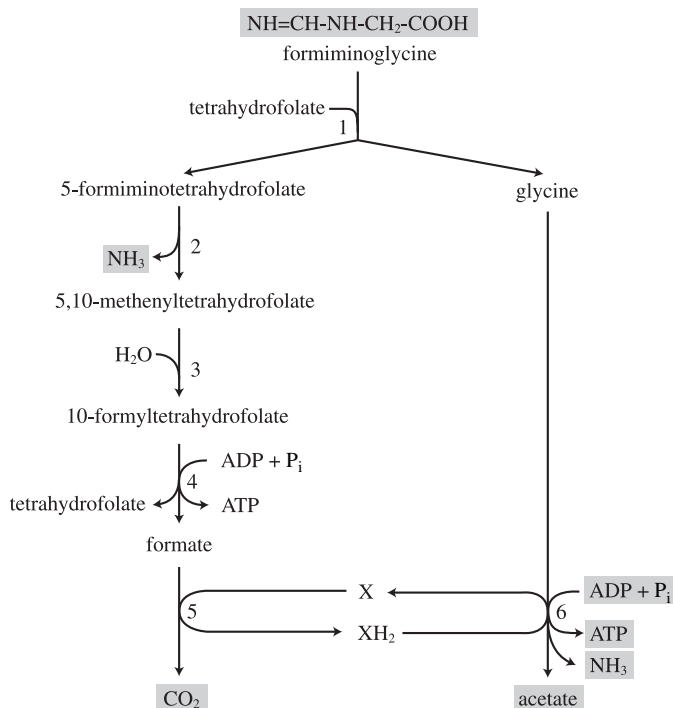 NH=CH-NH-CH₂-COOH
formiminoglycine
tetrahydrofolate
1
5-formiminotetrahydrofolate
glycine
2
NH₃
5,10-methenyltetrahydrofolate
H₂O
3
10-formyltetrahydrofolate
ADP + Pᵢ
4
tetrahydrofolate
ATP
formate
X
ADP + Pᵢ
5
6
XH₂
ATP
NH₃
CO₂
acetate